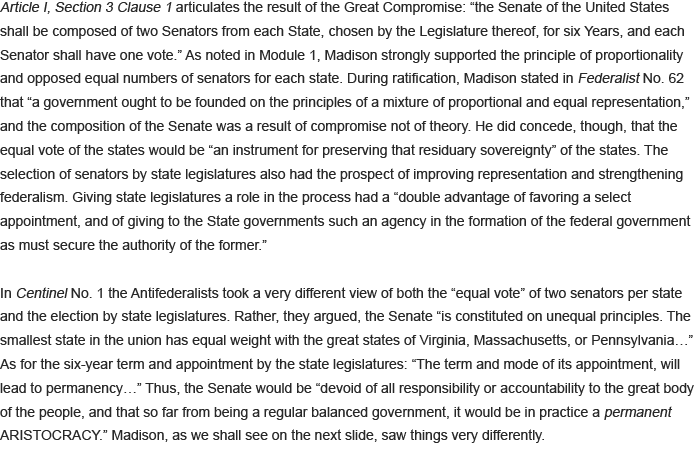 Article I, Section 3 Clause 1 articulates the result of the Great Compromise: “the Senate of the United States
shall be composed of two Senators from each State, chosen by the Legislature thereof, for six Years, and each
Senator shall have one vote.” As noted in Module 1, Madison strongly supported the principle of proportionality
and opposed equal numbers of senators for each state. During ratification, Madison stated in Federalist No. 62
that “a government ought to be founded on the principles of a mixture of proportional and equal representation,”
and the composition of the Senate was a result of compromise not of theory. He did concede, though, that the
equal vote of the states would be “an instrument for preserving that residuary sovereignty” of the states. The
selection of senators by state legislatures also had the prospect of improving representation and strengthening
federalism. Giving state legislatures a role in the process had a “double advantage of favoring a select
appointment, and of giving to the State governments such an agency in the formation of the federal government
as must secure the authority of the former.”

In Centinel No. 1 the Antifederalists took a very different view of both the “equal vote” of two senators per state
and the election by state legislatures. Rather, they argued, the Senate “is constituted on unequal principles. The
smallest state in the union has equal weight with the great states of Virginia, Massachusetts, or Pennsylvania…”
As for the six-year term and appointment by the state legislatures: “The term and mode of its appointment, will
lead to permanency…” Thus, the Senate would be “devoid of all responsibility or accountability to the great body
of the people, and that so far from being a regular balanced government, it would be in practice a permanent
ARISTOCRACY.” Madison, as we shall see on the next slide, saw things very differently.